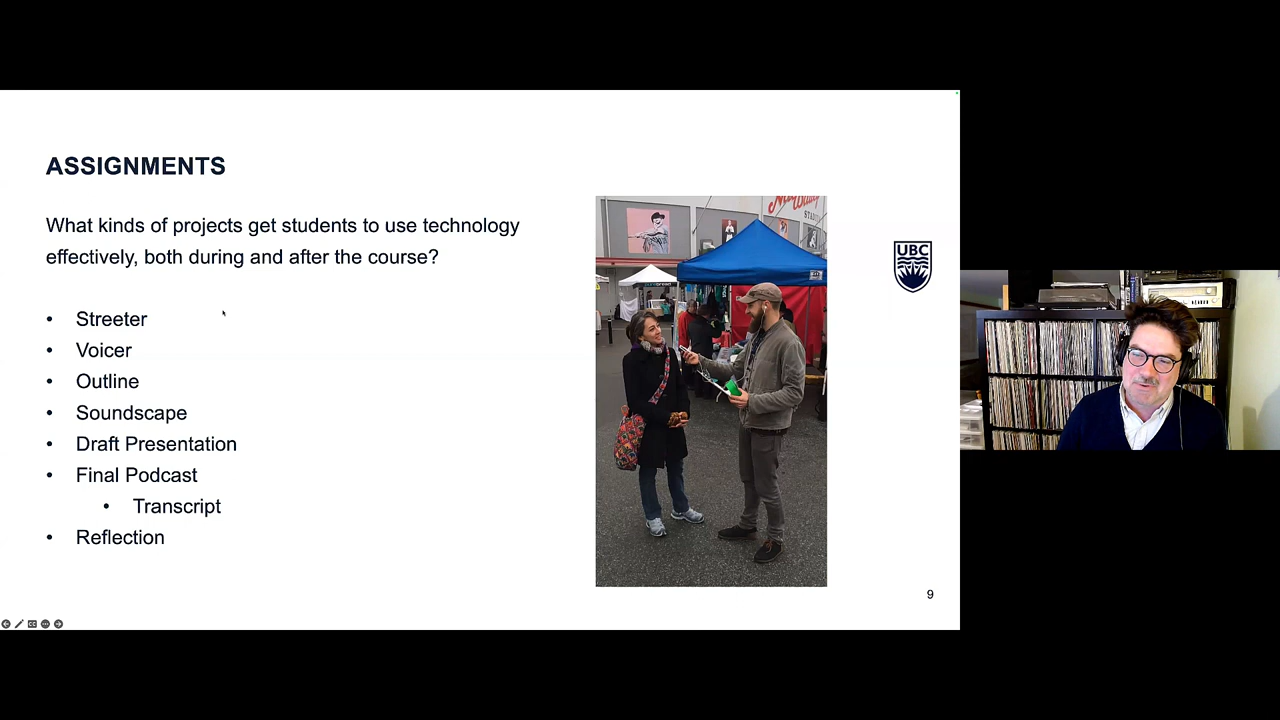 ASSIGNMENTS
What kinds of projects get students to use technology
effectively, both during and after the course?
• Streeter
• Voicer
• Outline
• Soundscape
• Draft Presentation
• Final Podcast
• Transcript
• Reflection
UBC
9